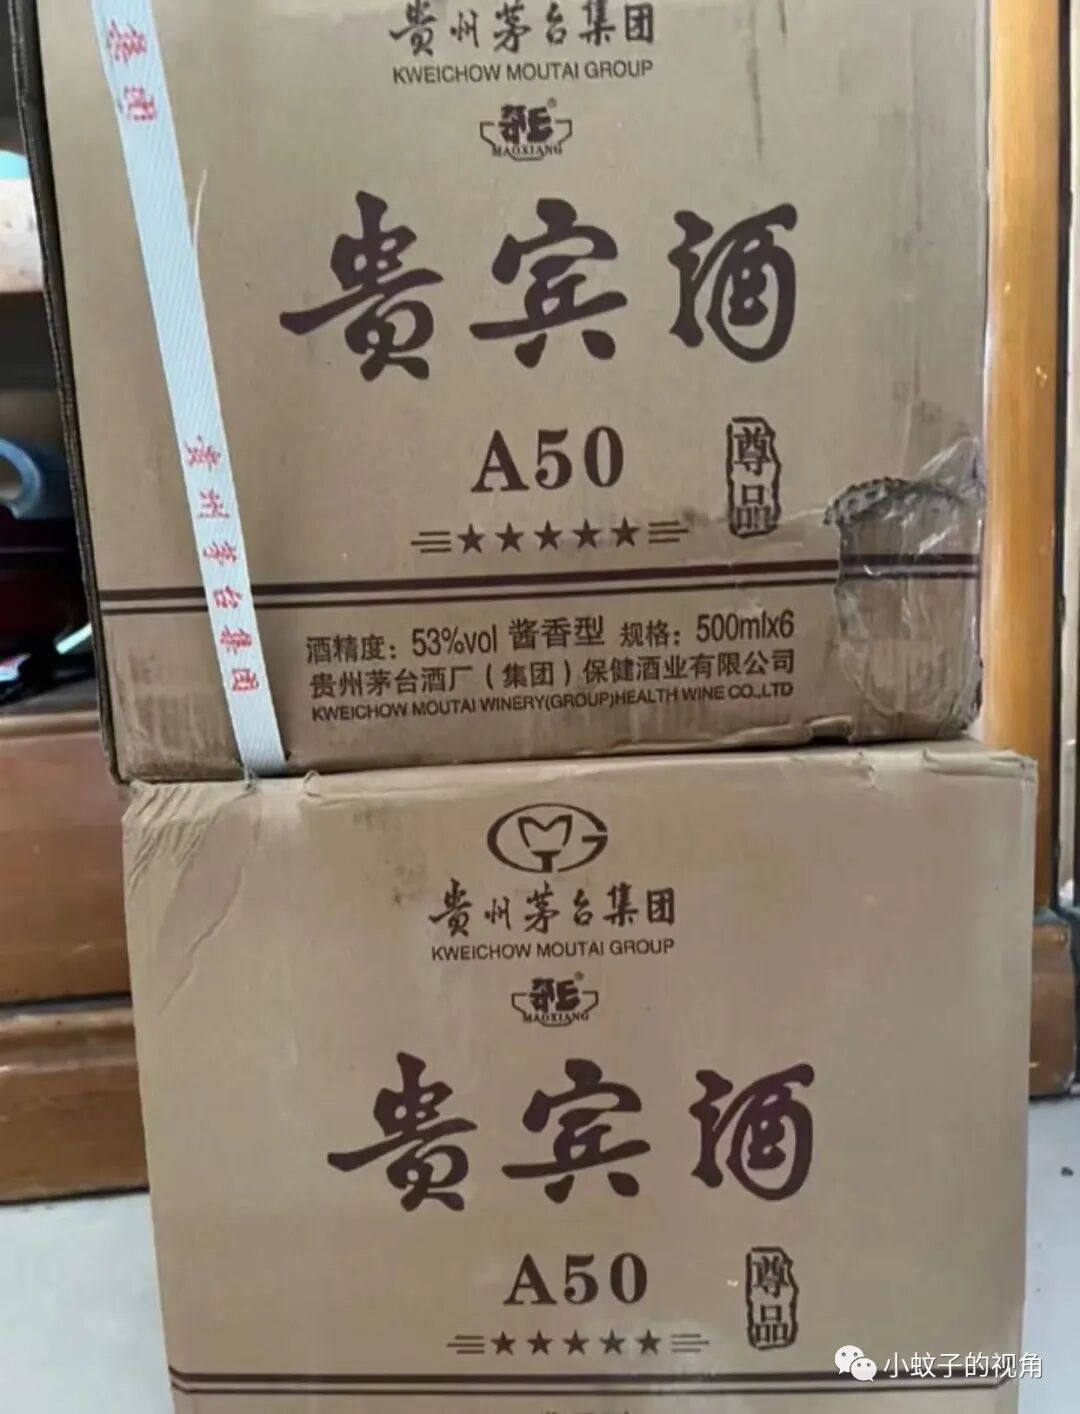 贵州茅台集团
KWEICHOW MOUTAI GROUP
MAOXIANG
贵宾酒
A50
尊品
酒精度：53%vol 酱香型 规格：500mlx6
贵州茅台酒厂（集团）保健酒业有限公司
KWEICHOW MOUTAI WINERY(GROUP)HEALTH WINE CO.,LTD
贵州茅台集团
贵州茅台集团
KWEICHOW MOUTAI GROUP
MAOXIANG
贵宾酒
A50
尊品
小蚊子的视角